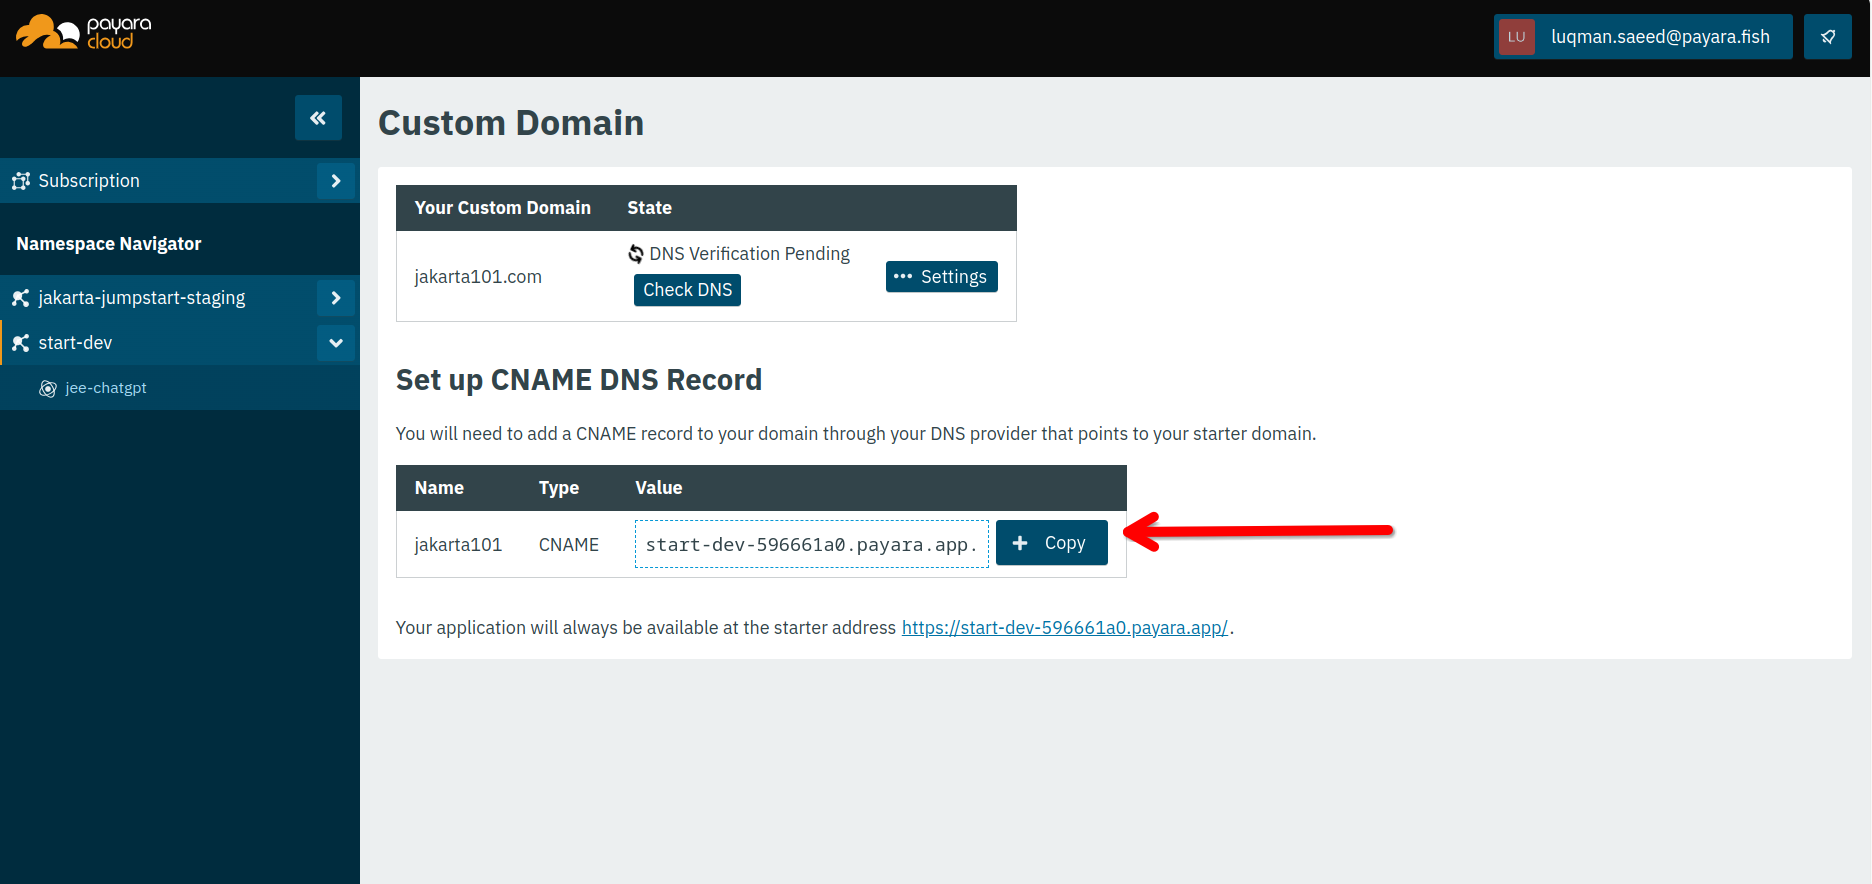 payara
cloud
LU luqman.saeed@payara.fish
Subscription
Namespace Navigator
jakarta-jumpstart-staging
start-dev
jee-chatgpt
Custom Domain
Your Custom Domain State
jakarta101.com DNS Verification Pending
Check DNS
Settings
Set up CNAME DNS Record
You will need to add a CNAME record to your domain through your DNS provider that points to your starter domain.
Name Type Value
jakarta101 CNAME start-dev-596661a0.payara.app. Copy
Your application will always be available at the starter address https://start-dev-596661a0.payara.app/.